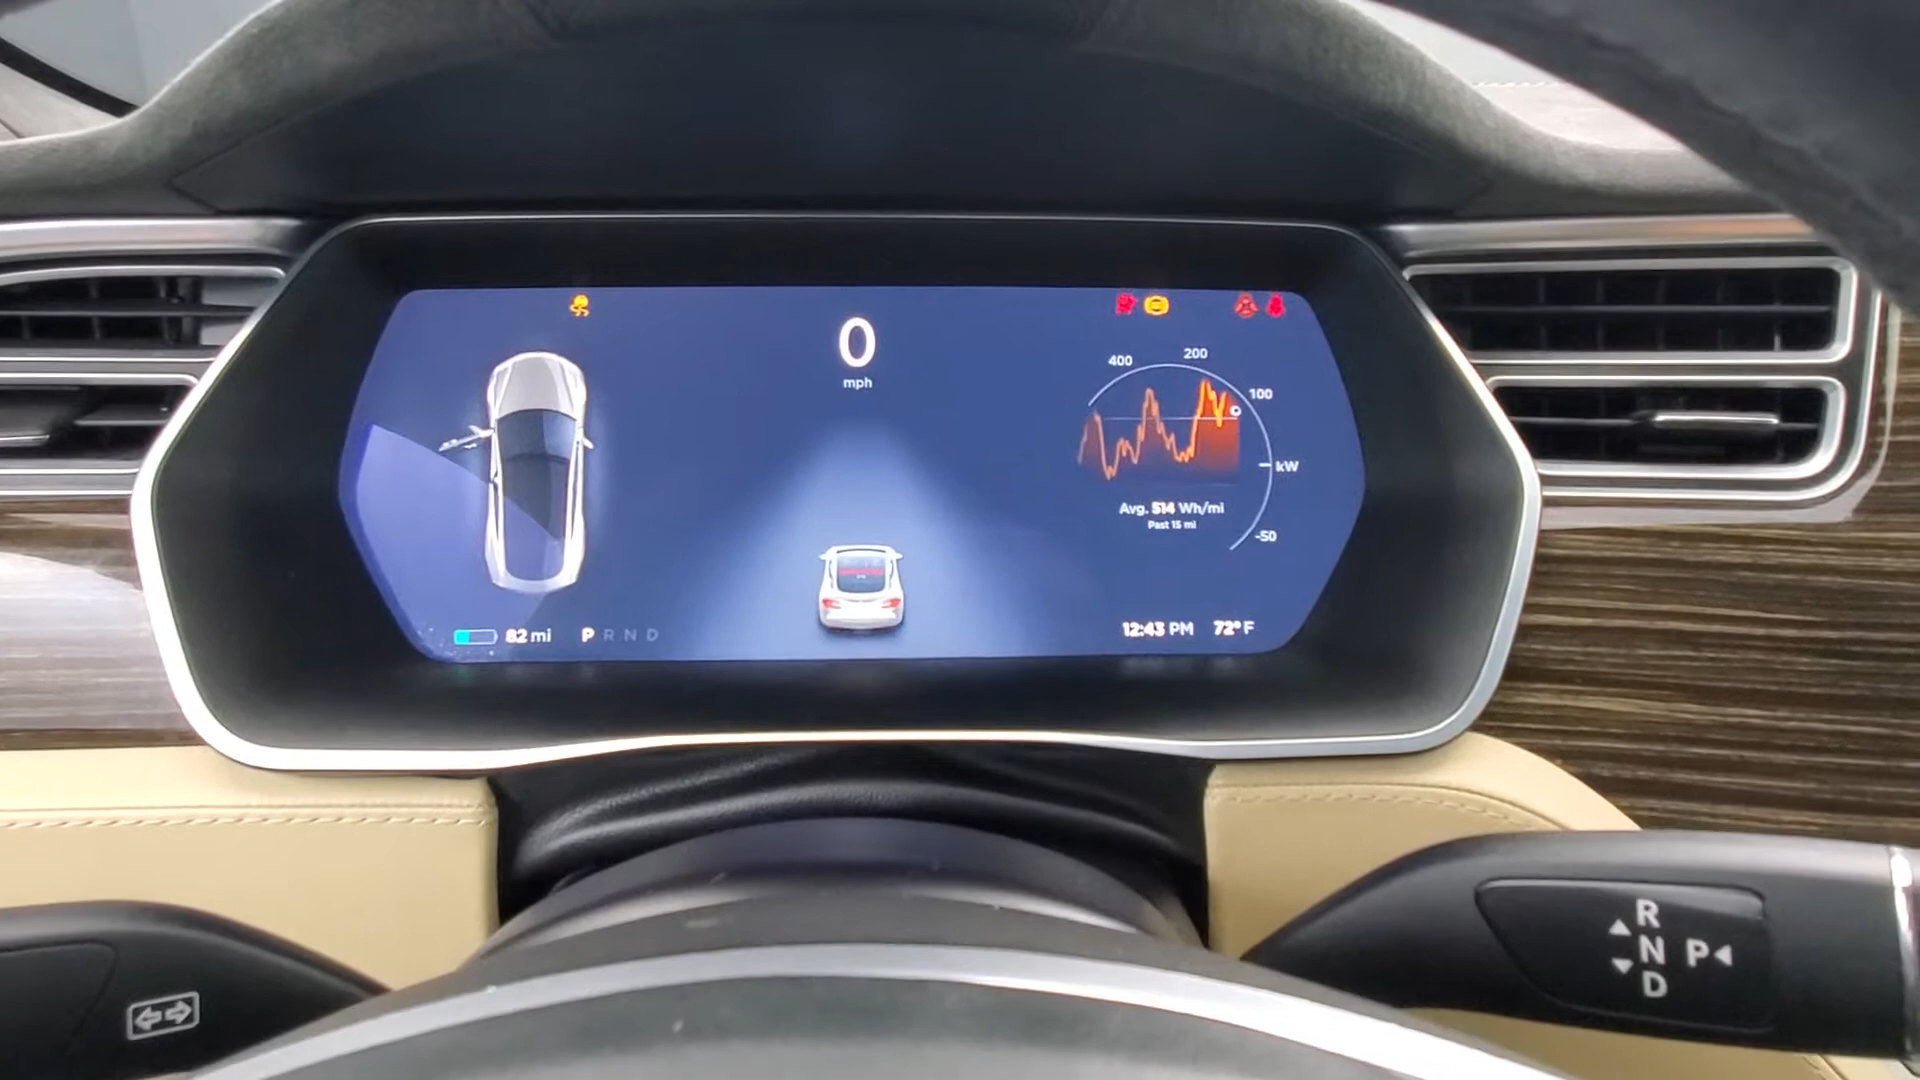 0
mph
400
200
100
kW
-50
Avg. 514 Wh/mi
Past 15 mi
82 mi
P R N D
12:43 PM 72° F
R
N P
D